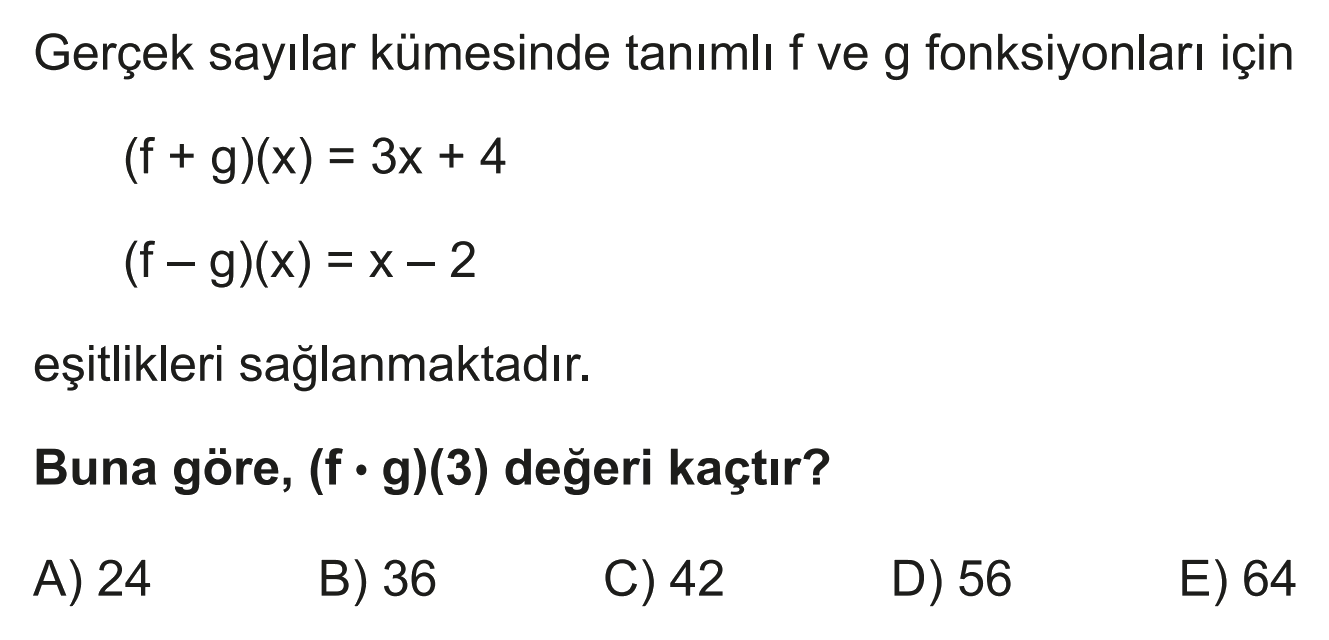 Gerçek sayılar kümesinde tanımlı f ve g fonksiyonları için
(f + g)(x) = 3x + 4
(f – g)(x) = x – 2
eşitlikleri sağlanmaktadır.
Buna göre, (f • g)(3) değeri kaçtır?
A) 24 B) 36 C) 42 D) 56 E) 64